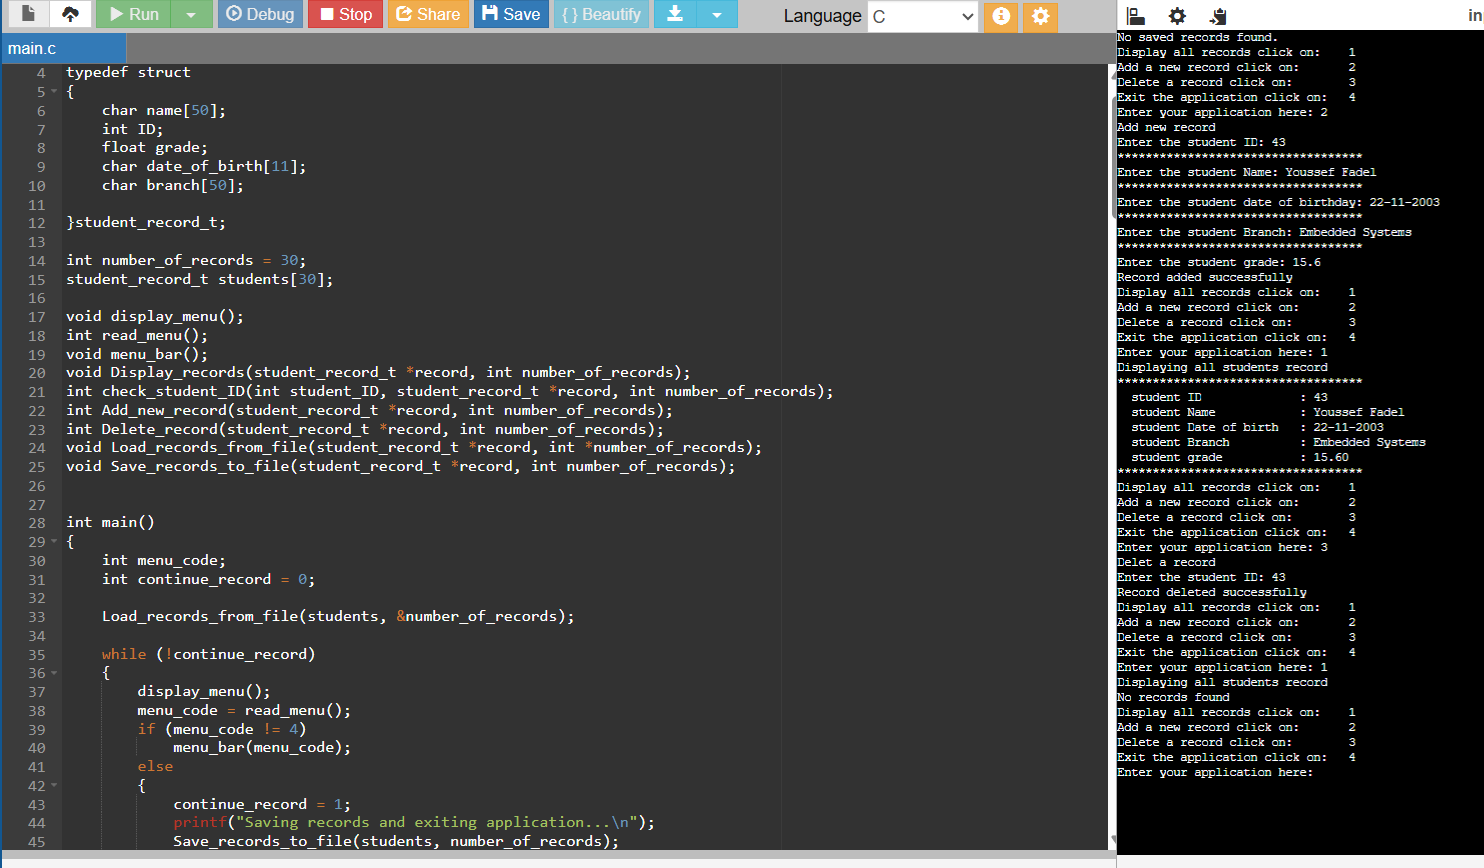 Run
Debug
Stop
Share
Save
{ } Beautify
Language C
in
main.c
4 typedef struct
5 {
6 char name[50];
7 int ID;
8 float grade;
9 char date_of_birth[11];
10 char branch[50];
11
12 }student_record_t;
13
14 int number_of_records = 30;
15 student_record_t students[30];
16
17 void display_menu();
18 int read_menu();
19 void menu_bar();
20 void Display_records(student_record_t *record, int number_of_records);
21 int check_student_ID(int student_ID, student_record_t *record, int number_of_records);
22 int Add_new_record(student_record_t *record, int number_of_records);
23 int Delete_record(student_record_t *record, int number_of_records);
24 void Load_records_from_file(student_record_t *record, int *number_of_records);
25 void Save_records_to_file(student_record_t *record, int number_of_records);
26
27
28 int main()
29 {
30 int menu_code;
31 int continue_record = 0;
32
33 Load_records_from_file(students, &number_of_records);
34
35 while (!continue_record)
36 {
37 display_menu();
38 menu_code = read_menu();
39 if (menu_code != 4)
40 menu_bar(menu_code);
41 else
42 {
43 continue_record = 1;
44 printf("Saving records and exiting application...\n");
45 Save_records_to_file(students, number_of_records);
No saved records found.
Display all records click on: 1
Add a new record click on: 2
Delete a record click on: 3
Exit the application click on: 4
Enter your application here: 2
Add new record
Enter the student ID: 43
***********************************
Enter the student Name: Youssef Fadel
***********************************
Enter the student date of birthday: 22-11-2003
***********************************
Enter the student Branch: Embedded Systems
***********************************
Enter the student grade: 15.6
Record added successfully
Display all records click on: 1
Add a new record click on: 2
Delete a record click on: 3
Exit the application click on: 4
Enter your application here: 1
Displaying all students record
***********************************
student ID : 43
student Name : Youssef Fadel
student Date of birth : 22-11-2003
student Branch : Embedded Systems
student grade : 15.60
***********************************
Display all records click on: 1
Add a new record click on: 2
Delete a record click on: 3
Exit the application click on: 4
Enter your application here: 3
Delet a record
Enter the student ID: 43
Record deleted successfully
Display all records click on: 1
Add a new record click on: 2
Delete a record click on: 3
Exit the application click on: 4
Enter your application here: 1
Displaying all students record
No records found
Display all records click on: 1
Add a new record click on: 2
Delete a record click on: 3
Exit the application click on: 4
Enter your application here: